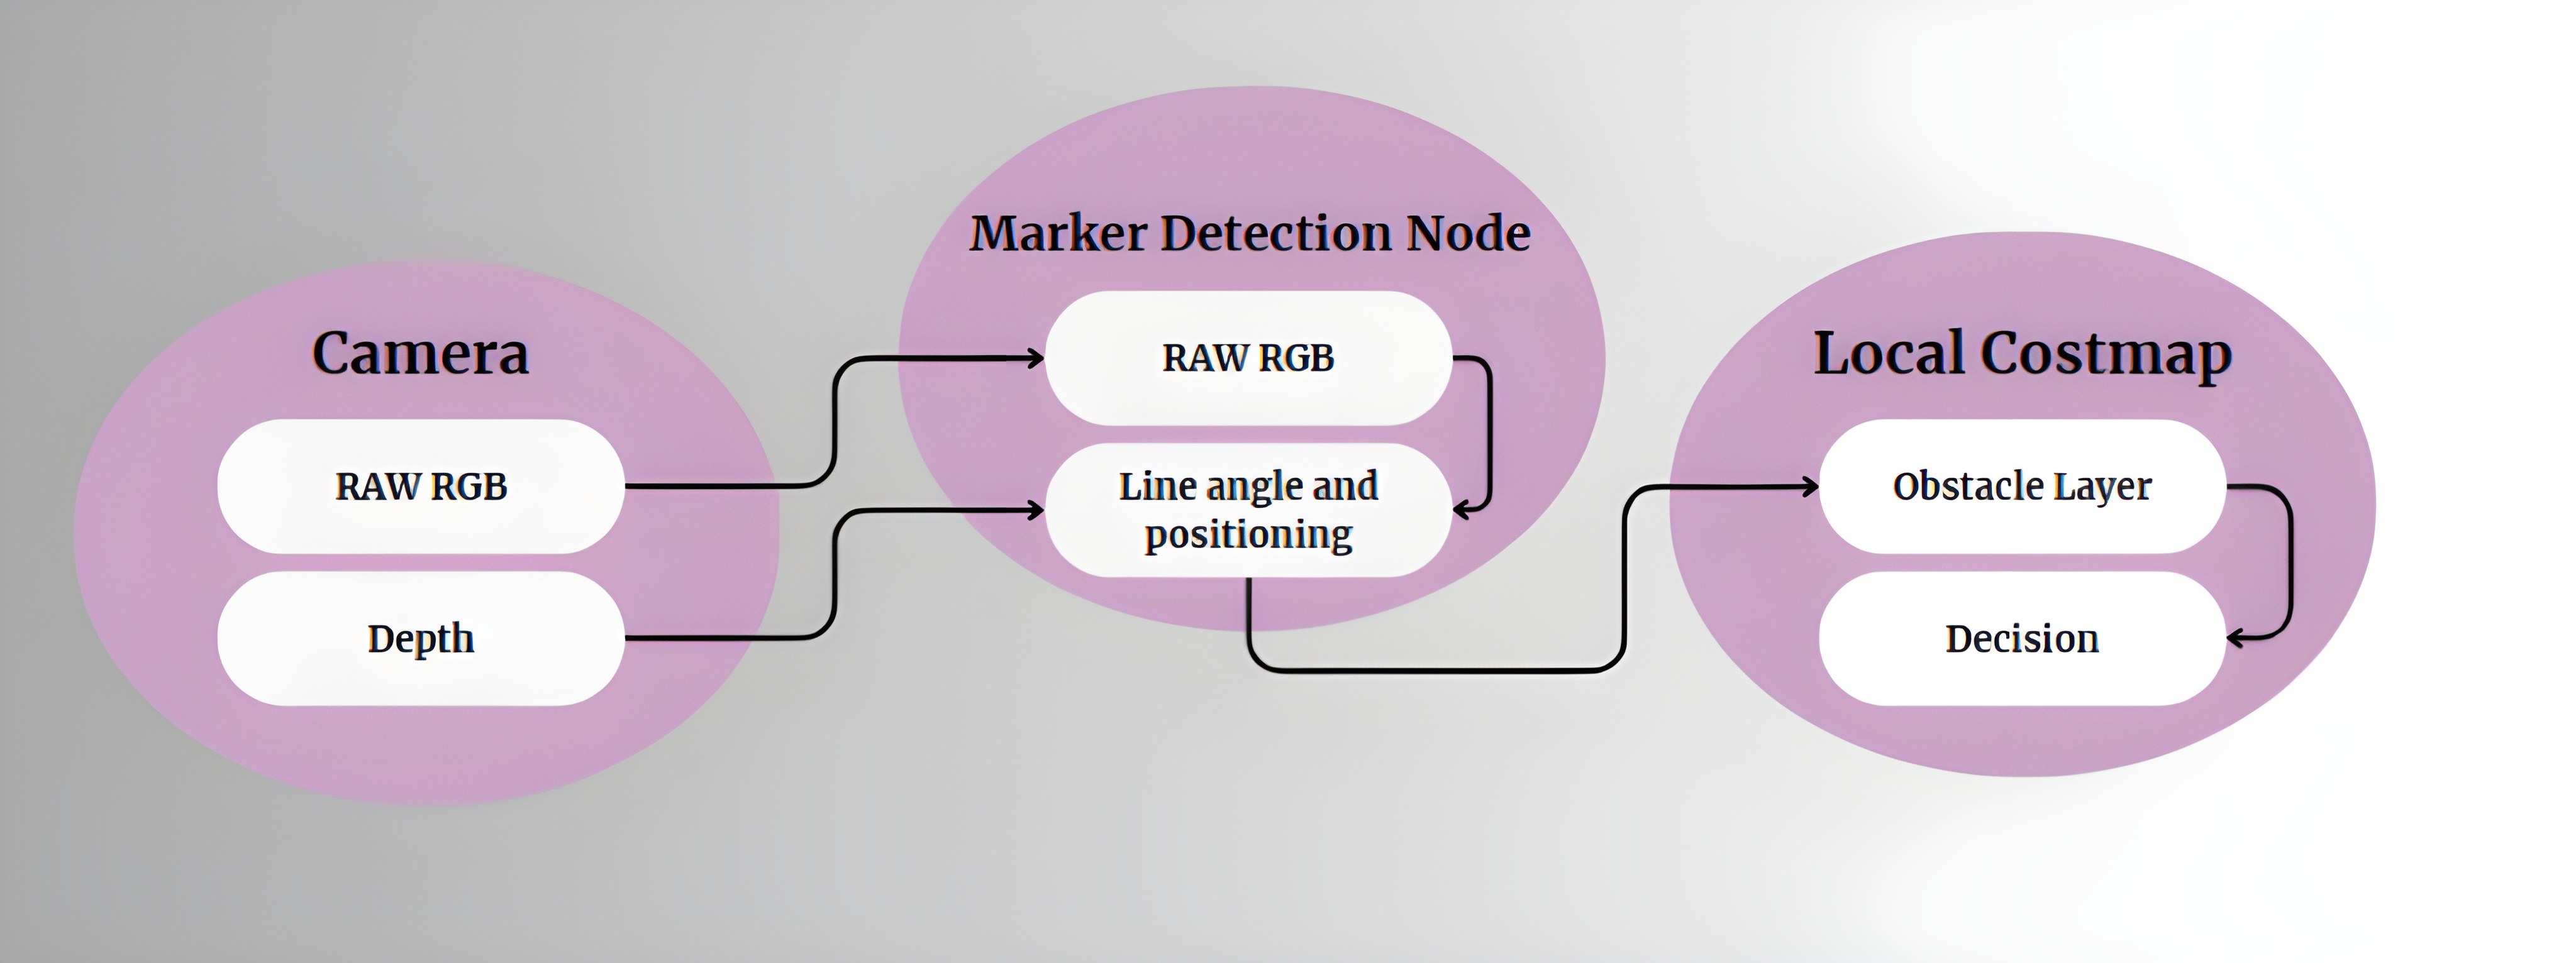 Camera
RAW RGB
Depth
Marker Detection Node
RAW RGB
Line angle and
positioning
Local Costmap
Obstacle Layer
Decision